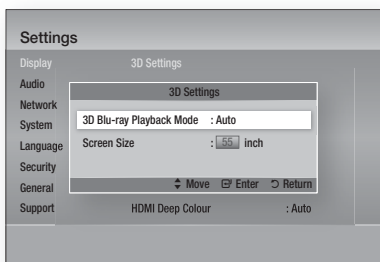 Settings
Display 3D Settings
Audio
3D Settings
Network
System
3D Blu-ray Playback Mode : Auto
Language
Screen Size : 55 inch
Security
General
Move Enter Return
Support HDMI Deep Colour : Auto